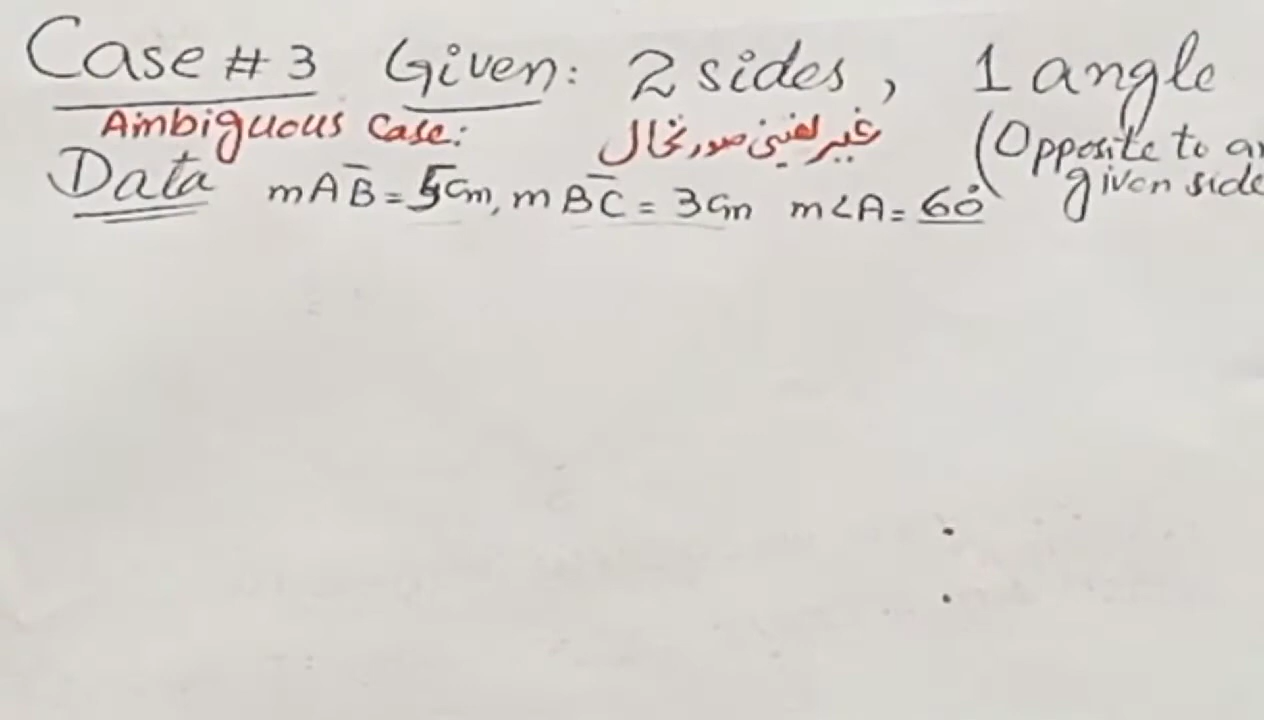 Case # 3 Given: 2 sides, 1 angle
Ambiguous Case: غیر یقینی صورتحال (Opposite to
Data mAB = 5cm, mBC = 3cm m∠A = 60° given side